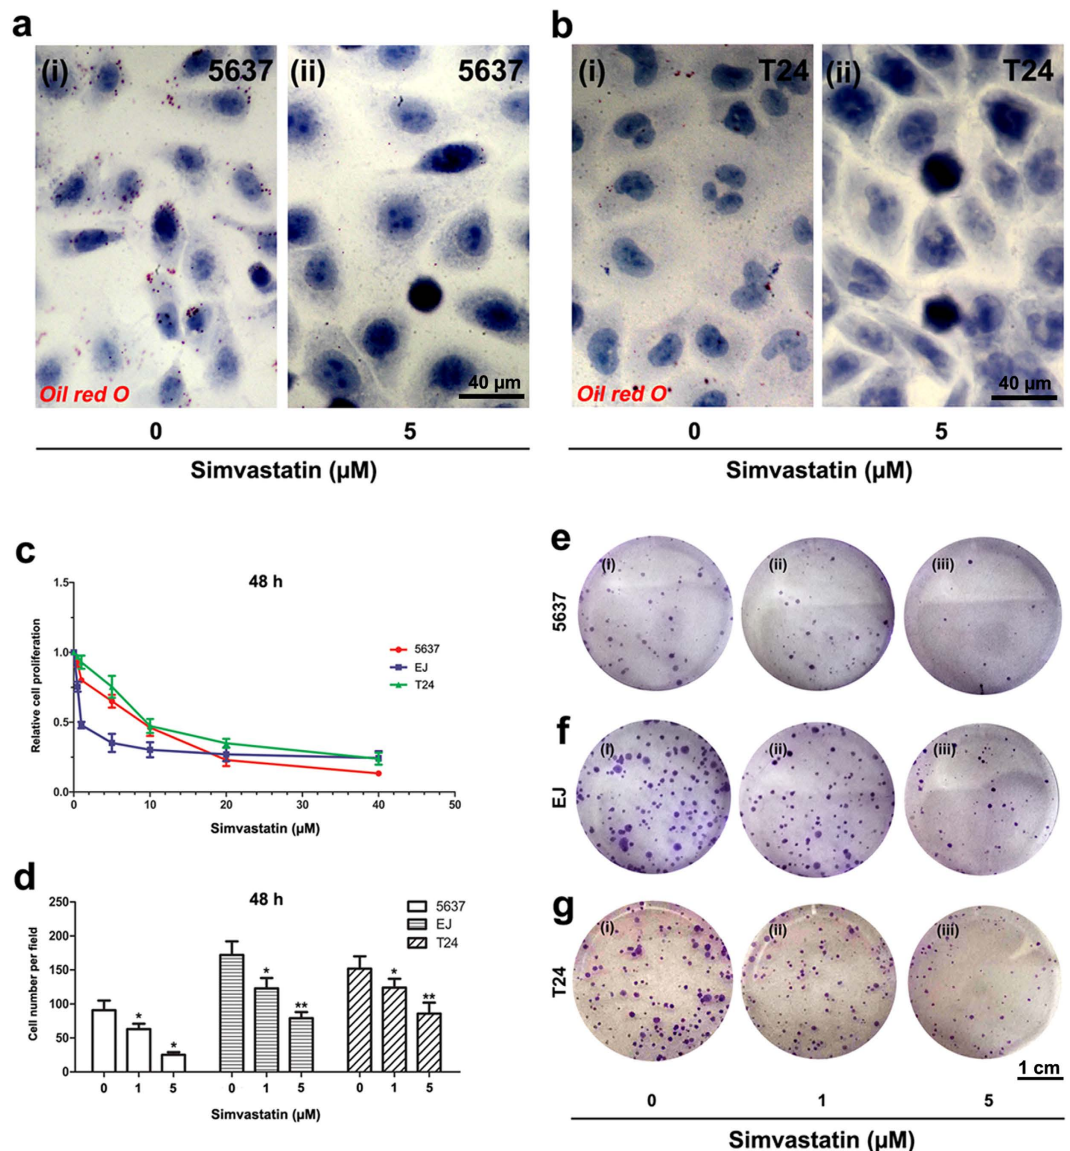 a
b
(i) 5637
(ii) 5637
(i) T24
(ii) T24
Oil red O
40 µm
Oil red O
40 µm
0 5
0 5
Simvastatin (µM)
Simvastatin (µM)
c
48 h
1.5
1.0
0.5
0.0
Relative cell proliferation
5637
EJ
T24
0 10 20 30 40 50
Simvastatin (µM)
d
48 h
250
200
150
100
50
0
Cell number per field
5637
EJ
T24
* *
* **
* **
0 1 5 0 1 5 0 1 5
Simvastatin (µM)
e
5637
(i) (ii) (iii)
f
EJ
(i) (ii) (iii)
g
T24
(i) (ii) (iii)
1 cm
0 1 5
Simvastatin (µM)